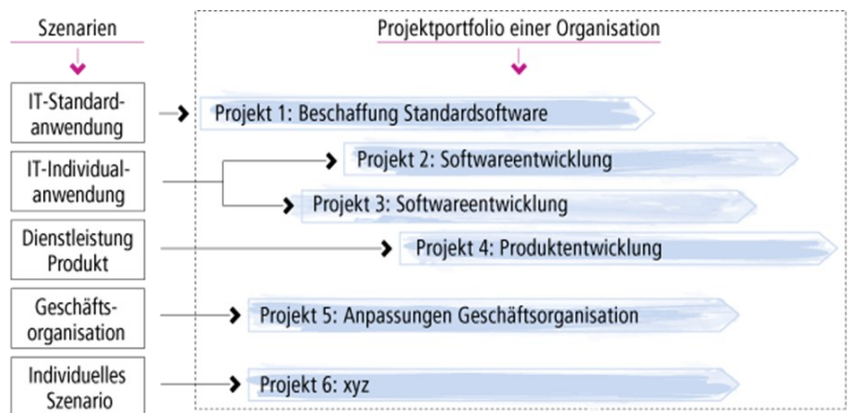 Szenarien
Projektportfolio einer Organisation
IT-Standard-
anwendung
Projekt 1: Beschaffung Standardsoftware
IT-Individual-
anwendung
Projekt 2: Softwareentwicklung
Projekt 3: Softwareentwicklung
Dienstleistung
Produkt
Projekt 4: Produktentwicklung
Geschäfts-
organisation
Projekt 5: Anpassungen Geschäftsorganisation
Individuelles
Szenario
Projekt 6: xyz